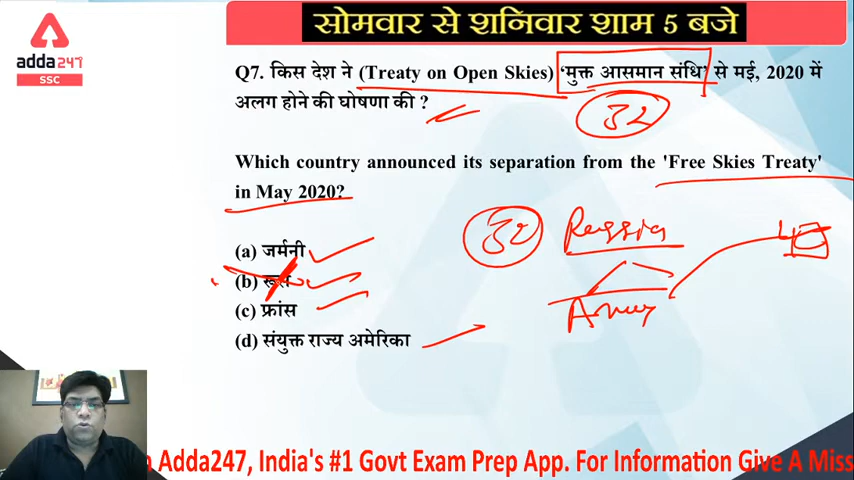 सोमवार से शनिवार शाम 5 बजे
adda247
SSC
Q7. किस देश ने (Treaty on Open Skies) 'मुक्त आसमान संधि' से मई, 2020 में
अलग होने की घोषणा की ?
32
Which country announced its separation from the 'Free Skies Treaty'
in May 2020?
32 Russia
(a) जर्मनी
(b) रूस
(c) फ्रांस
(d) संयुक्त राज्य अमेरिका
Adda247, India's #1 Govt Exam Prep App. For Information Give A Miss